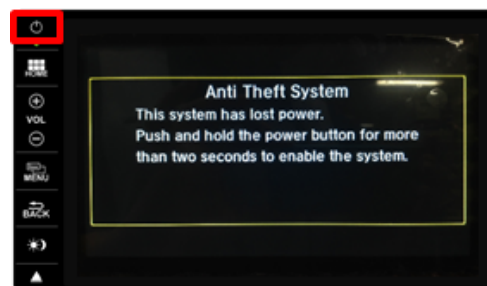 HOME
VOL
MENU
BACK
Anti Theft System
This system has lost power.
Push and hold the power button for more
than two seconds to enable the system.